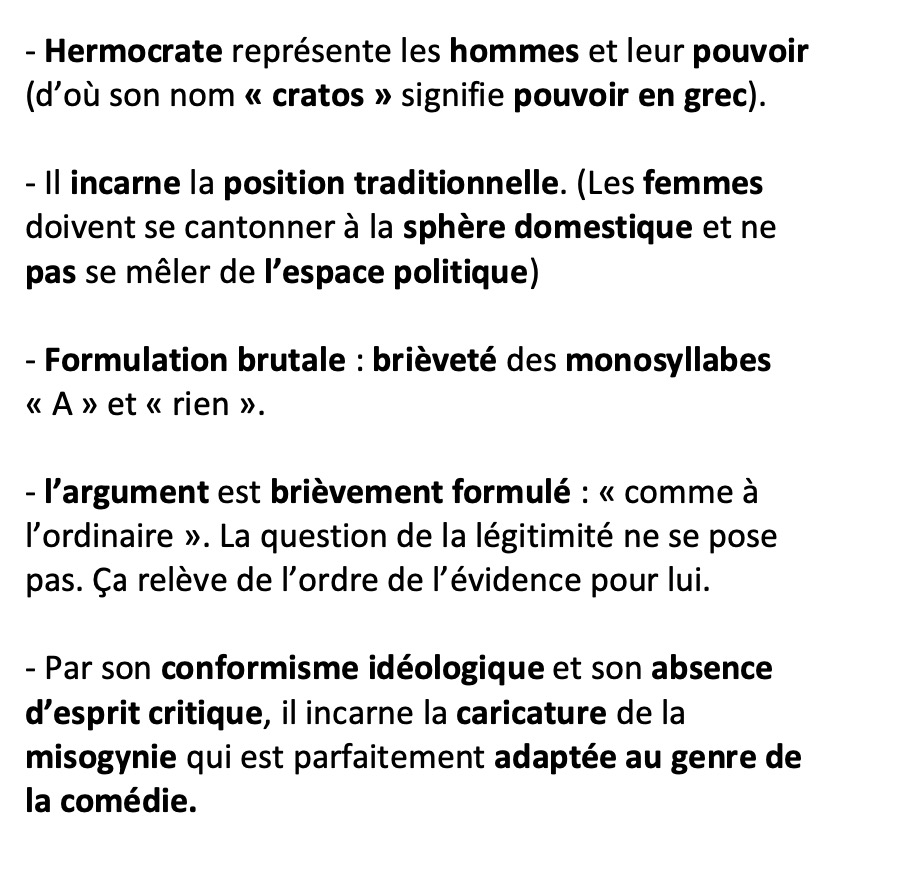 - Hermocrate représente les hommes et leur pouvoir
(d’où son nom « cratos » signifie pouvoir en grec).
- Il incarne la position traditionnelle. (Les femmes
doivent se cantonner à la sphère domestique et ne
pas se mêler de l’espace politique)
- Formulation brutale : brièveté des monosyllabes
« A » et « rien ».
- l’argument est brièvement formulé : « comme à
l’ordinaire ». La question de la légitimité ne se pose
pas. Ça relève de l’ordre de l’évidence pour lui.
- Par son conformisme idéologique et son absence
d’esprit critique, il incarne la caricature de la
misogynie qui est parfaitement adaptée au genre de
la comédie.